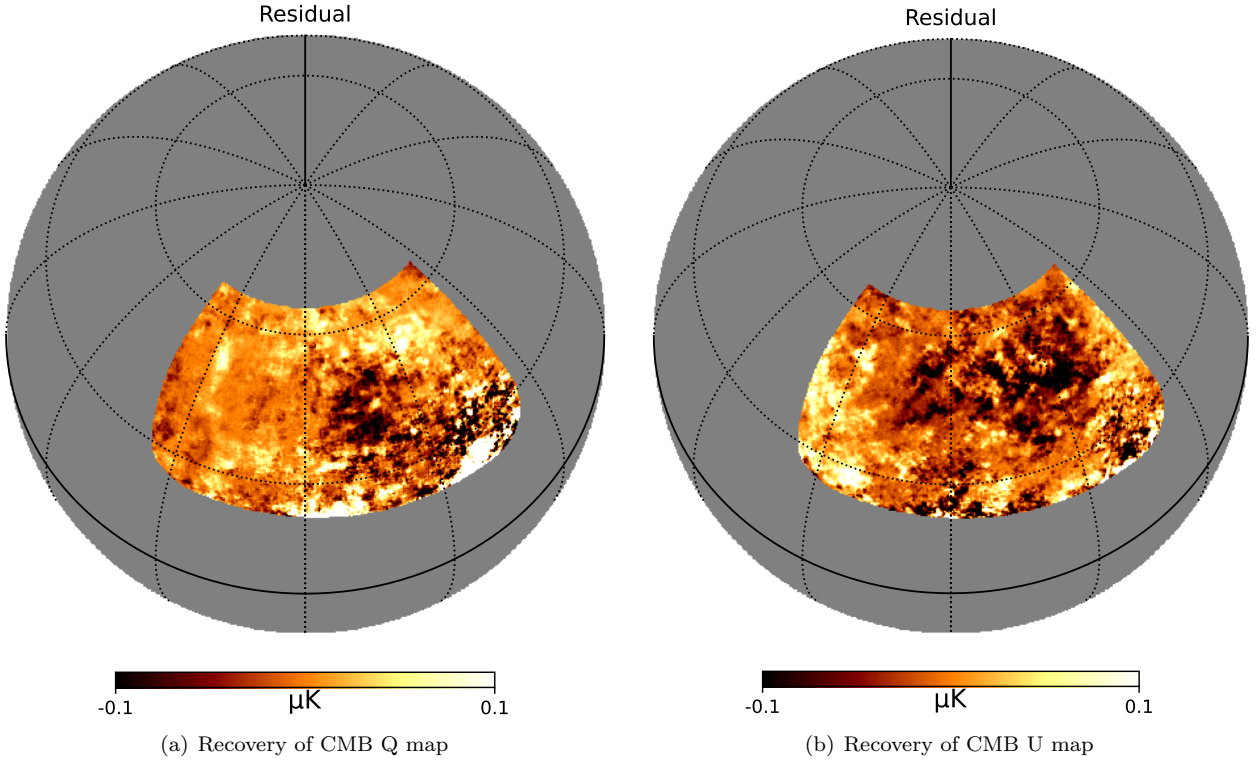 Residual
Residual
-0.1
μK
0.1
-0.1
μK
0.1
(a) Recovery of CMB Q map
(b) Recovery of CMB U map